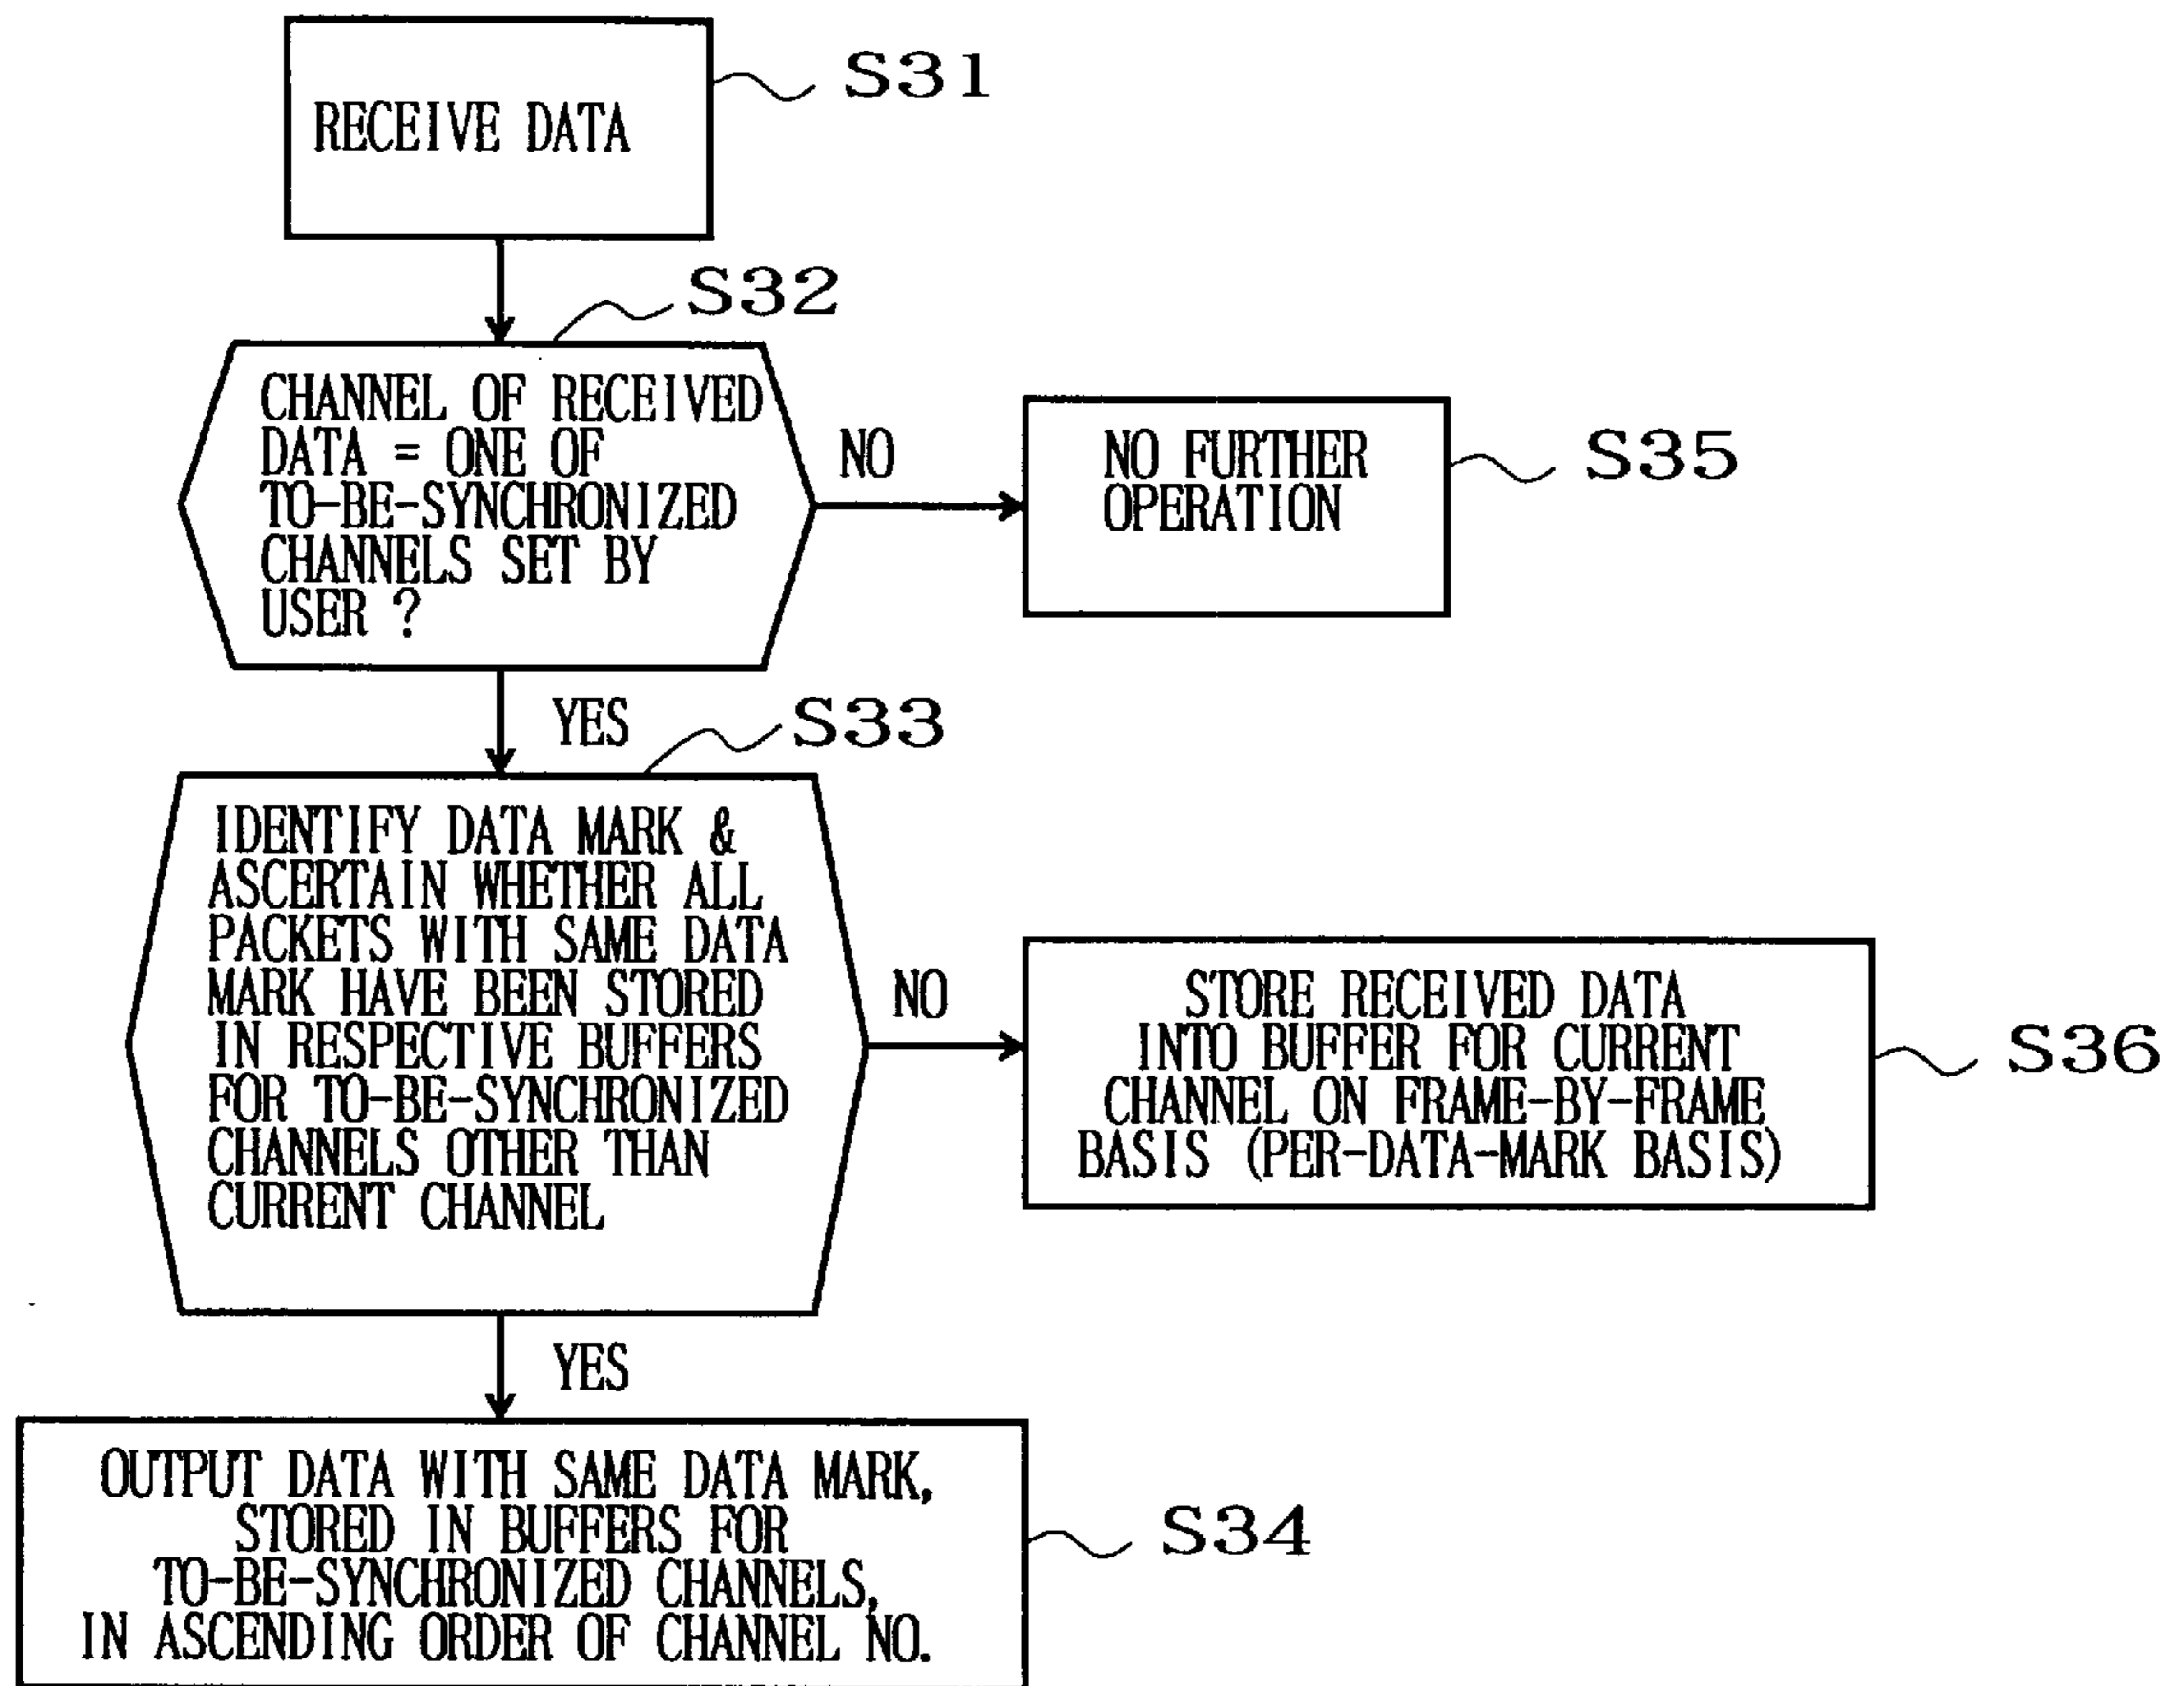 S31
RECEIVE DATA
S32
CHANNEL OF RECEIVED
DATA = ONE OF
TO-BE-SYNCHRONIZED
CHANNELS SET BY
USER ?
NO
NO FURTHER
OPERATION
S35
YES
S33
IDENTIFY DATA MARK &
ASCERTAIN WHETHER ALL
PACKETS WITH SAME DATA
MARK HAVE BEEN STORED
IN RESPECTIVE BUFFERS
FOR TO-BE-SYNCHRONIZED
CHANNELS OTHER THAN
CURRENT CHANNEL
NO
STORE RECEIVED DATA
INTO BUFFER FOR CURRENT
CHANNEL ON FRAME-BY-FRAME
BASIS (PER-DATA-MARK BASIS)
S36
YES
OUTPUT DATA WITH SAME DATA MARK,
STORED IN BUFFERS FOR
TO-BE-SYNCHRONIZED CHANNELS,
IN ASCENDING ORDER OF CHANNEL NO.
S34